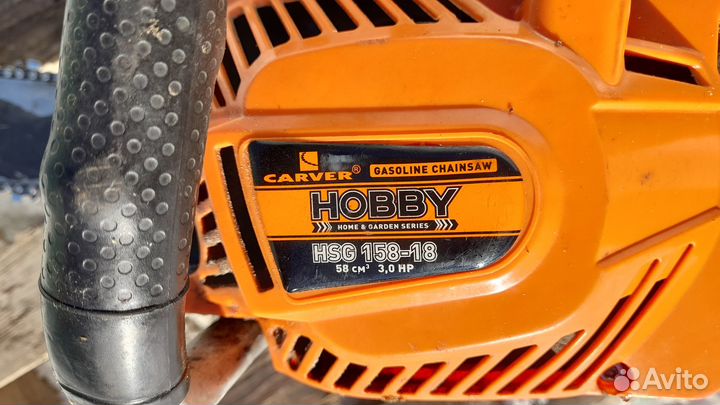 CARVER®
GASOLINE CHAINSAW
HOBBY
HOME & GARDEN SERIES
HSG 158-18
58 см³ 3,0 HP
Avito